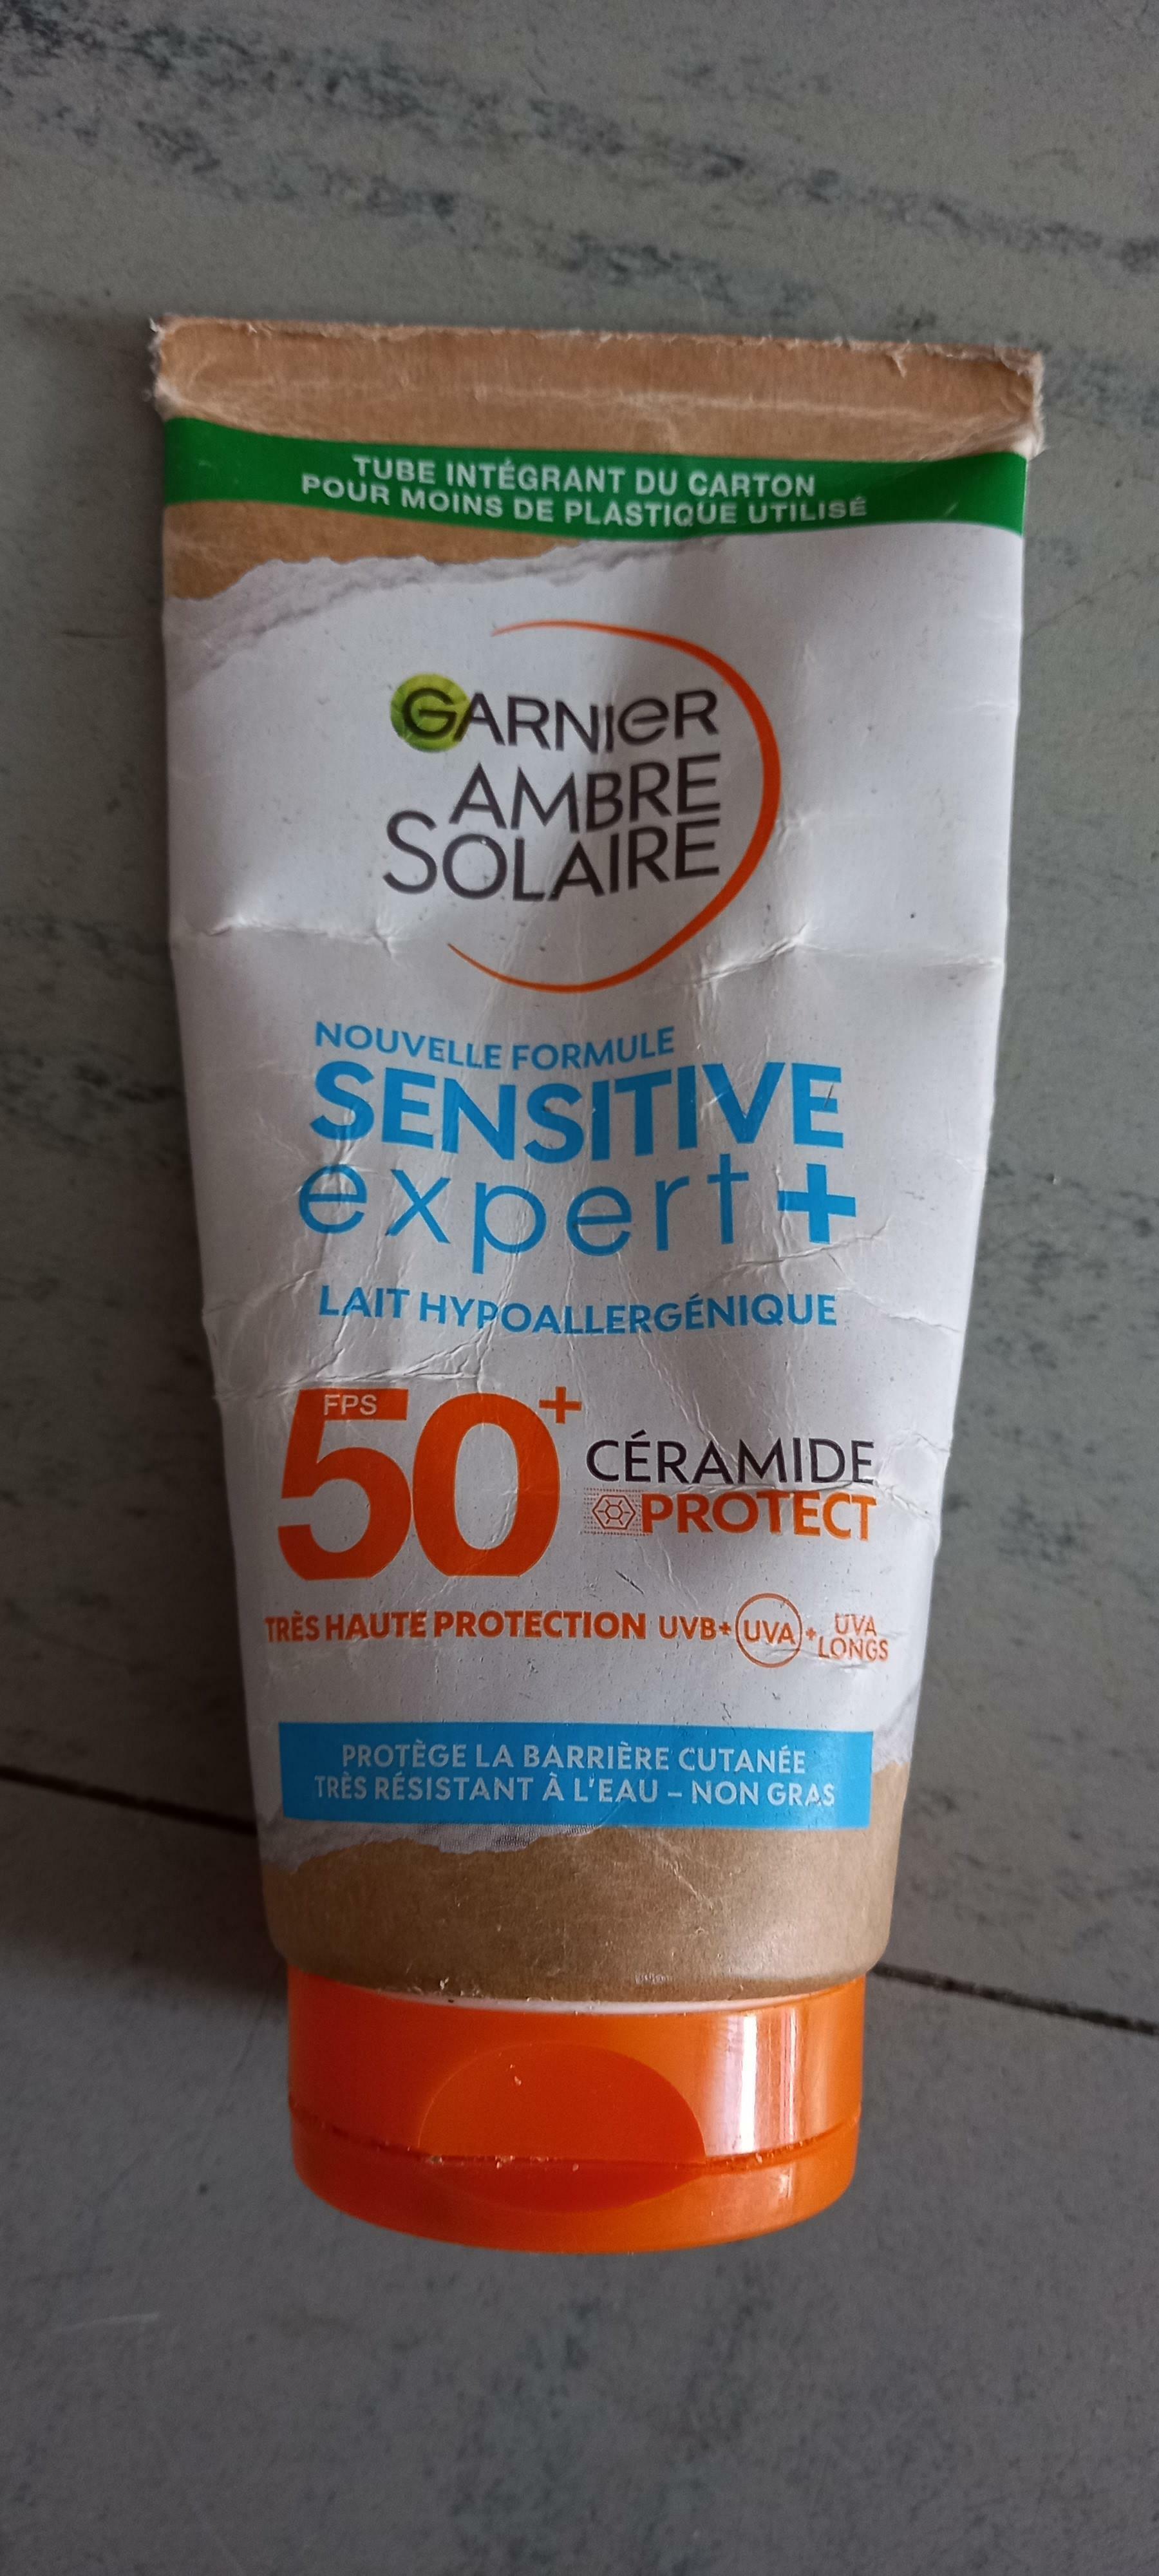 TUBE INTÉGRANT DU CARTON
POUR MOINS DE PLASTIQUE UTILISÉ
GARNIER
AMBRE
SOLAIRE
NOUVELLE FORMULE
SENSITIVE
expert+
LAIT HYPOALLERGÉNIQUE
FPS
50+
CÉRAMIDE
PROTECT
TRÈS HAUTE PROTECTION UVB+ UVA + UVA LONGS
PROTÈGE LA BARRIÈRE CUTANÉE
TRÈS RÉSISTANT À L'EAU – NON GRAS